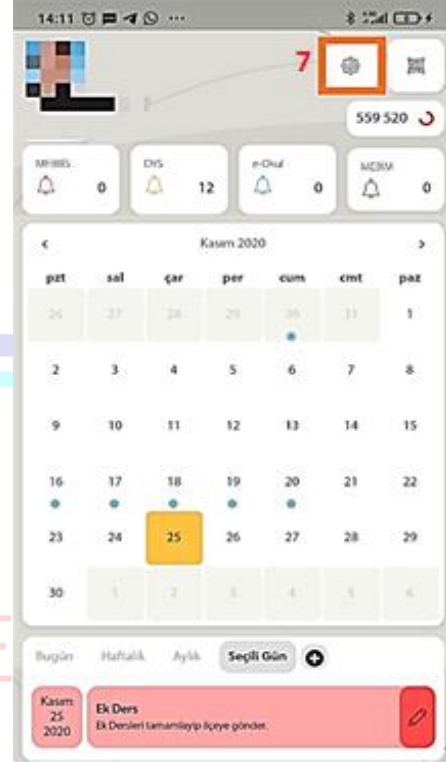 14:11
7
559 520
MEBBİS
0
DYS
12
e-Okul
0
0
Kasım 2020
pzt sal çar per cum cmt paz
26 27 28 29 30 31 1
2 3 4 5 6 7 8
9 10 11 12 13 14 15
16 17 18 19 20 21 22
23 24 25 26 27 28 29
30 1 2 3 4 5 6
Bugün Haftalık Aylık Seçili Gün
Kasım
25
2020
Ek Ders
Ek Dersleri tamamlayıp ilçeye gönder.